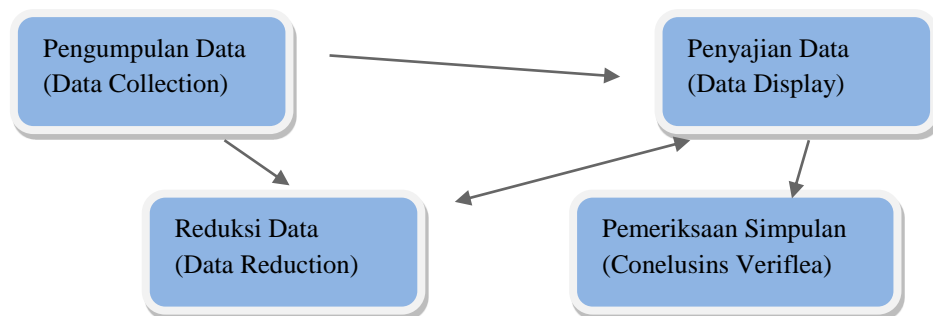 Pengumpulan Data
(Data Collection)
Penyajian Data
(Data Display)
Reduksi Data
(Data Reduction)
Pemeriksaan Simpulan
(Conelusins Veriflea)